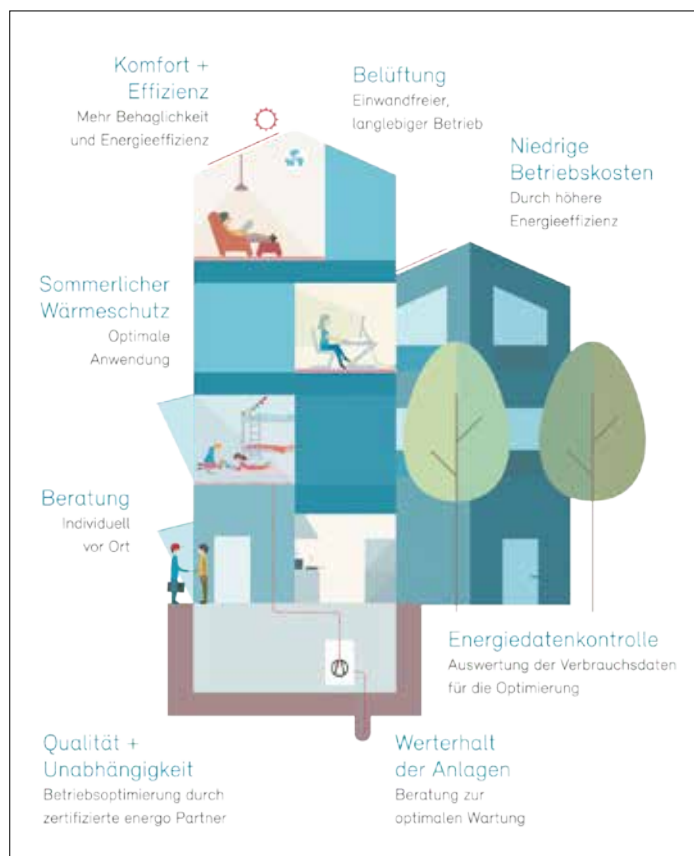 Komfort +
Effizienz
Mehr Behaglichkeit
und Energieeffizienz
Belüftung
Einwandfreier,
langlebiger Betrieb
Niedrige
Betriebskosten
Durch höhere
Energieeffizienz
Sommerlicher
Wärmeschutz
Optimale
Anwendung
Beratung
Individuell
vor Ort
Energiedatenkontrolle
Auswertung der Verbrauchsdaten
für die Optimierung
Qualität +
Unabhängigkeit
Betriebsoptimierung durch
zertifizierte energo Partner
Werterhalt
der Anlagen
Beratung zur
optimalen Wartung